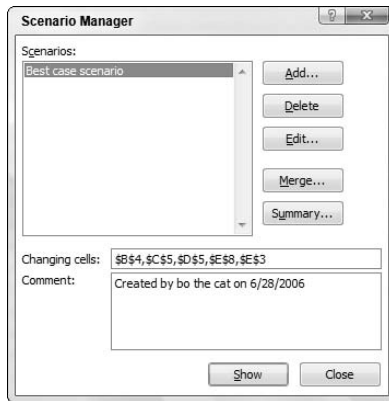 Scenario Manager
?
Scenarios:
Best case scenario
Add...
Delete
Edit...
Merge...
Summary...
Changing cells: $B$4,$C$5,$D$5,$E$8,$E$3
Comment: Created by bo the cat on 6/28/2006
Show Close